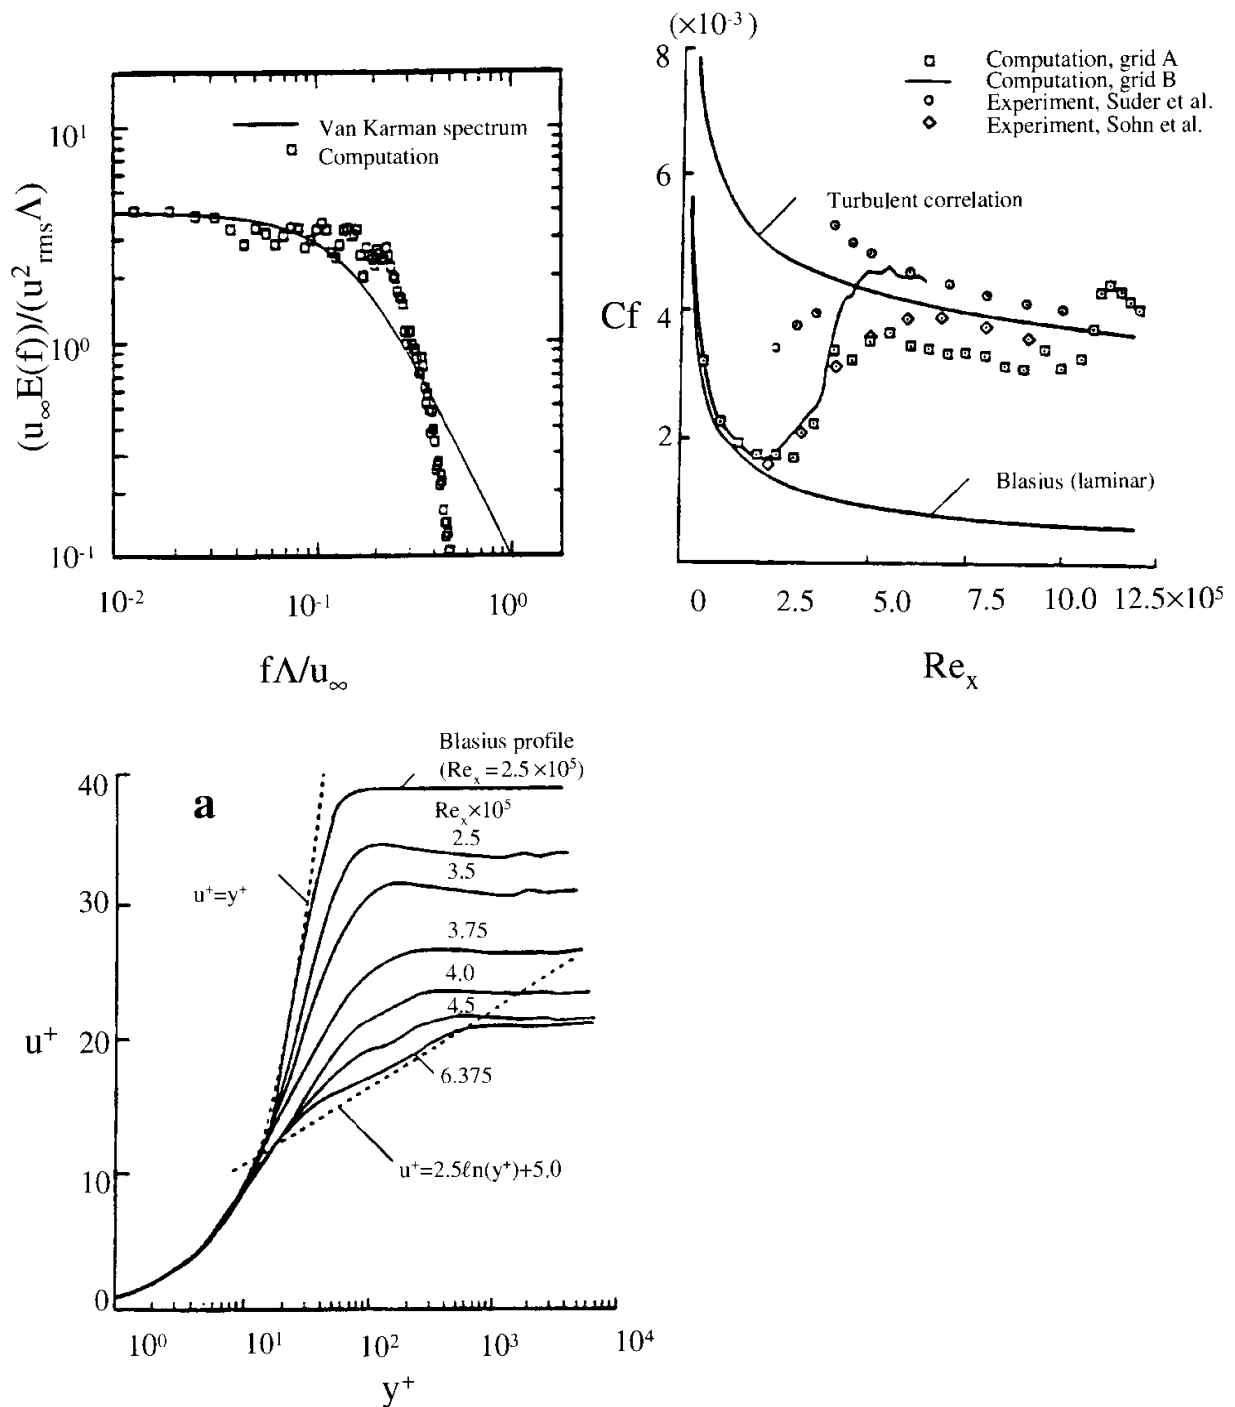 10¹
Van Karman spectrum
Computation
10⁰
10⁻¹
(u∞E(f))/(u²rmsΛ)
10⁻² 10⁻¹ 10⁰
fΛ/u∞
(×10⁻³)
8
Computation, grid A
Computation, grid B
Experiment, Suder et al.
Experiment, Sohn et al.
6
Turbulent correlation
Cf
4
2
Blasius (laminar)
0 2.5 5.0 7.5 10.0 12.5×10⁵
Reₓ
Blasius profile
(Reₓ=2.5×10⁵)
40
a
Reₓ×10⁵
2.5
3.5
u⁺=y⁺
30
3.75
4.0
4.5
u⁺
20
6.375
u⁺=2.5ℓn(y⁺)+5.0
10
0
10⁰ 10¹ 10² 10³ 10⁴
y⁺